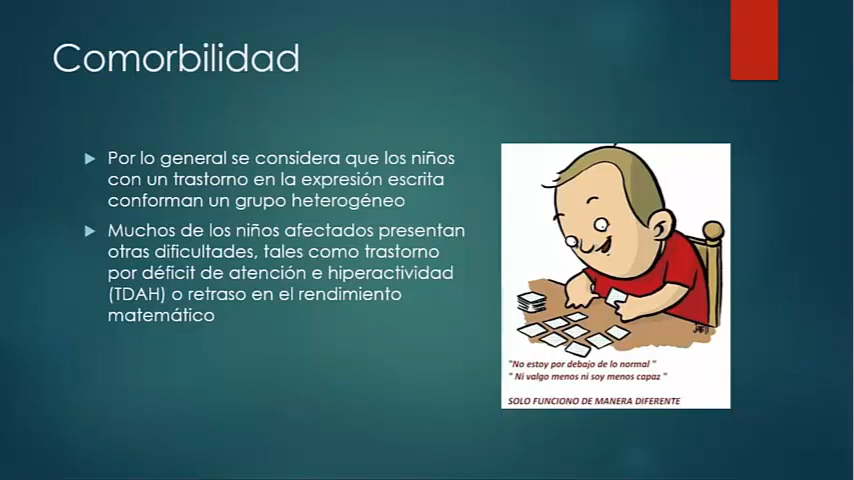 Comorbilidad
Por lo general se considera que los niños
con un trastorno en la expresión escrita
conforman un grupo heterogéneo
Muchos de los niños afectados presentan
otras dificultades, tales como trastorno
por déficit de atención e hiperactividad
(TDAH) o retraso en el rendimiento
matemático
"No estoy por debajo de lo normal "
" Ni valgo menos ni soy menos capaz "
SOLO FUNCIONO DE MANERA DIFERENTE